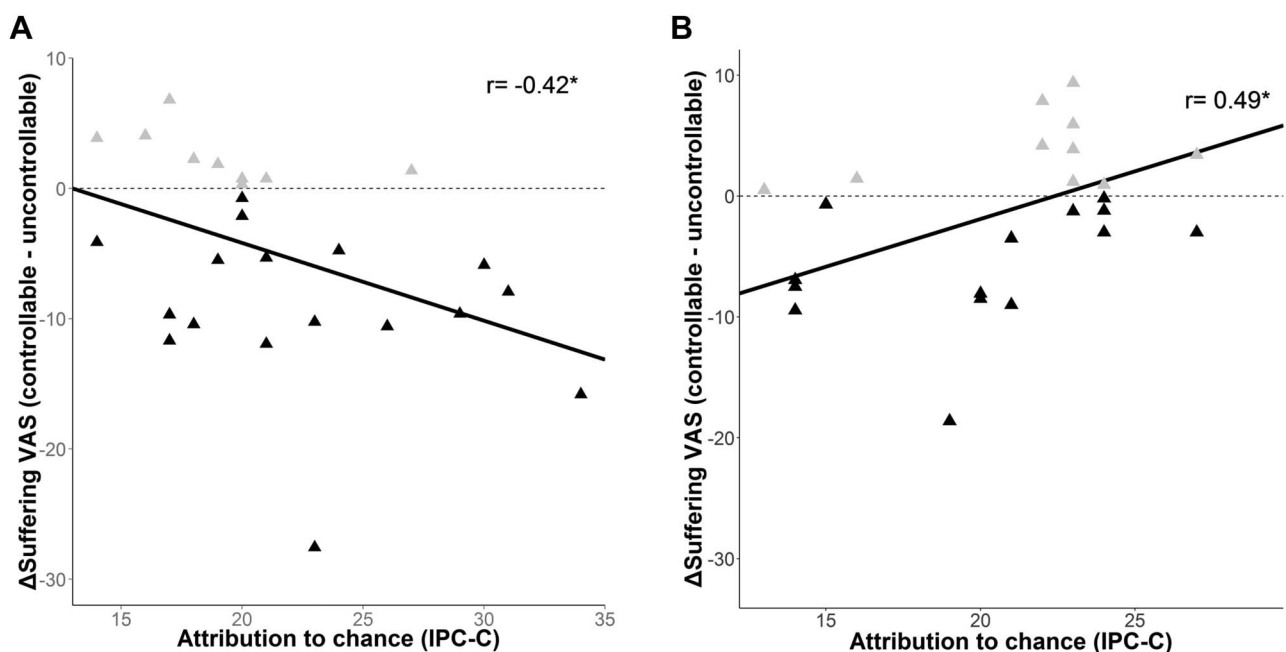 A
ΔSuffering VAS (controllable - uncontrollable)
10
0
-10
-20
-30
r= -0.42*
15
20
25
30
35
Attribution to chance (IPC-C)
B
ΔSuffering VAS (controllable - uncontrollable)
10
0
-10
-20
-30
r= 0.49*
15
20
25
Attribution to chance (IPC-C)